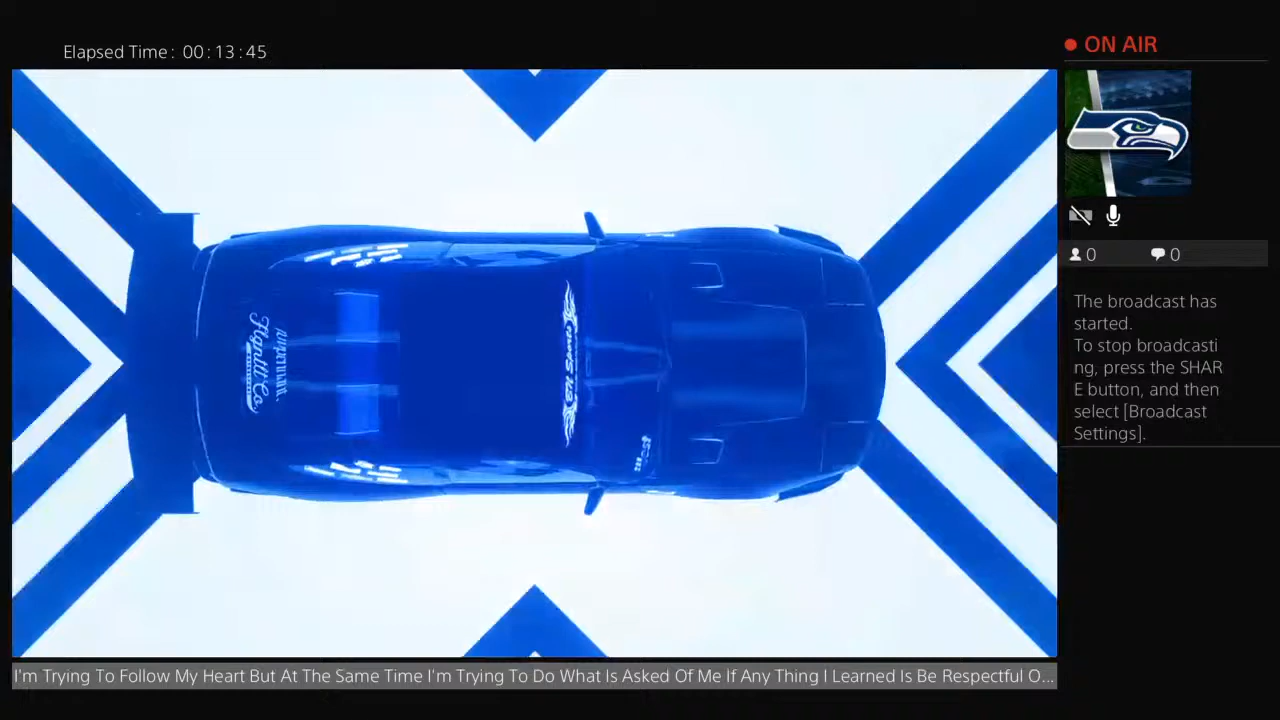 Elapsed Time: 00:13:45
ON AIR
0 0
The broadcast has
started.
To stop broadcasti
ng, press the SHAR
E button, and then
select [Broadcast
Settings].
I'm Trying To Follow My Heart But At The Same Time I'm Trying To Do What Is Asked Of Me If Any Thing I Learned Is Be Respectful O...